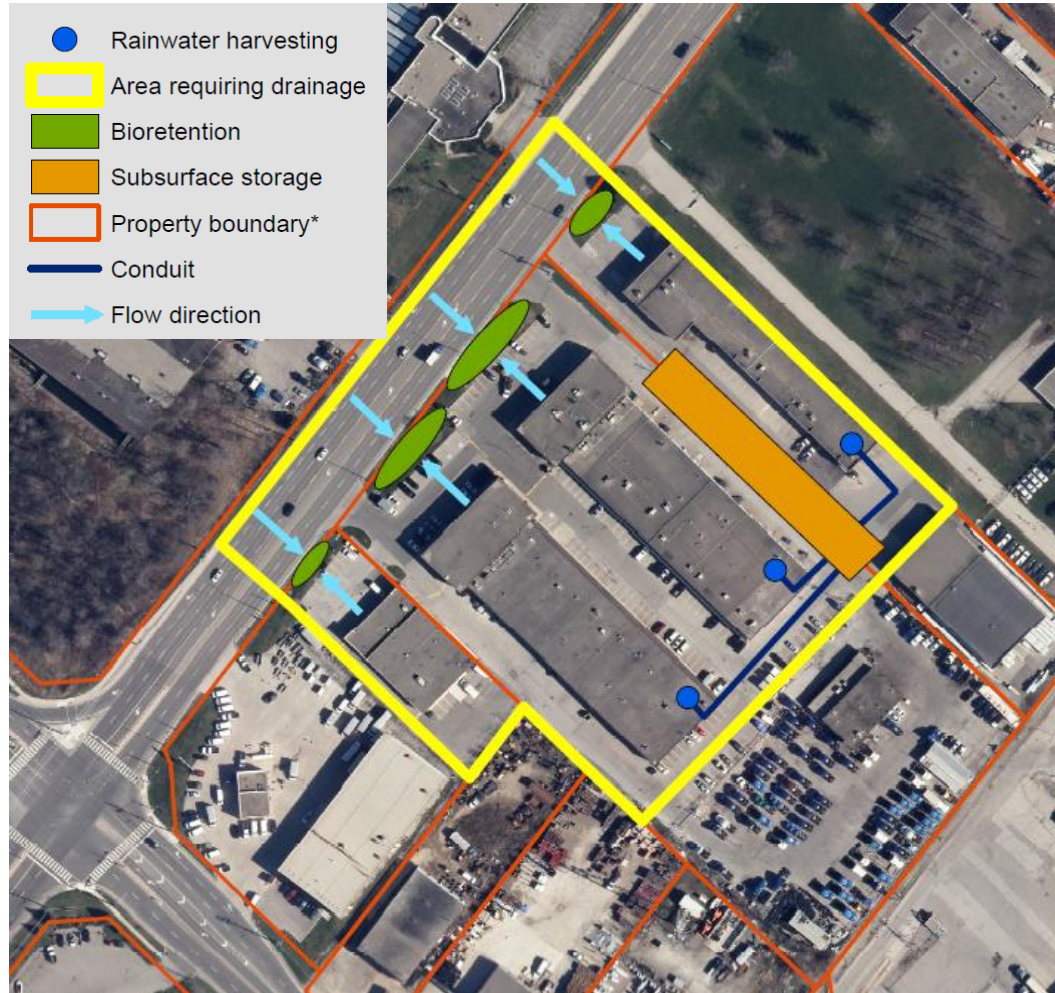 Rainwater harvesting
Area requiring drainage
Bioretention
Subsurface storage
Property boundary*
Conduit
Flow direction